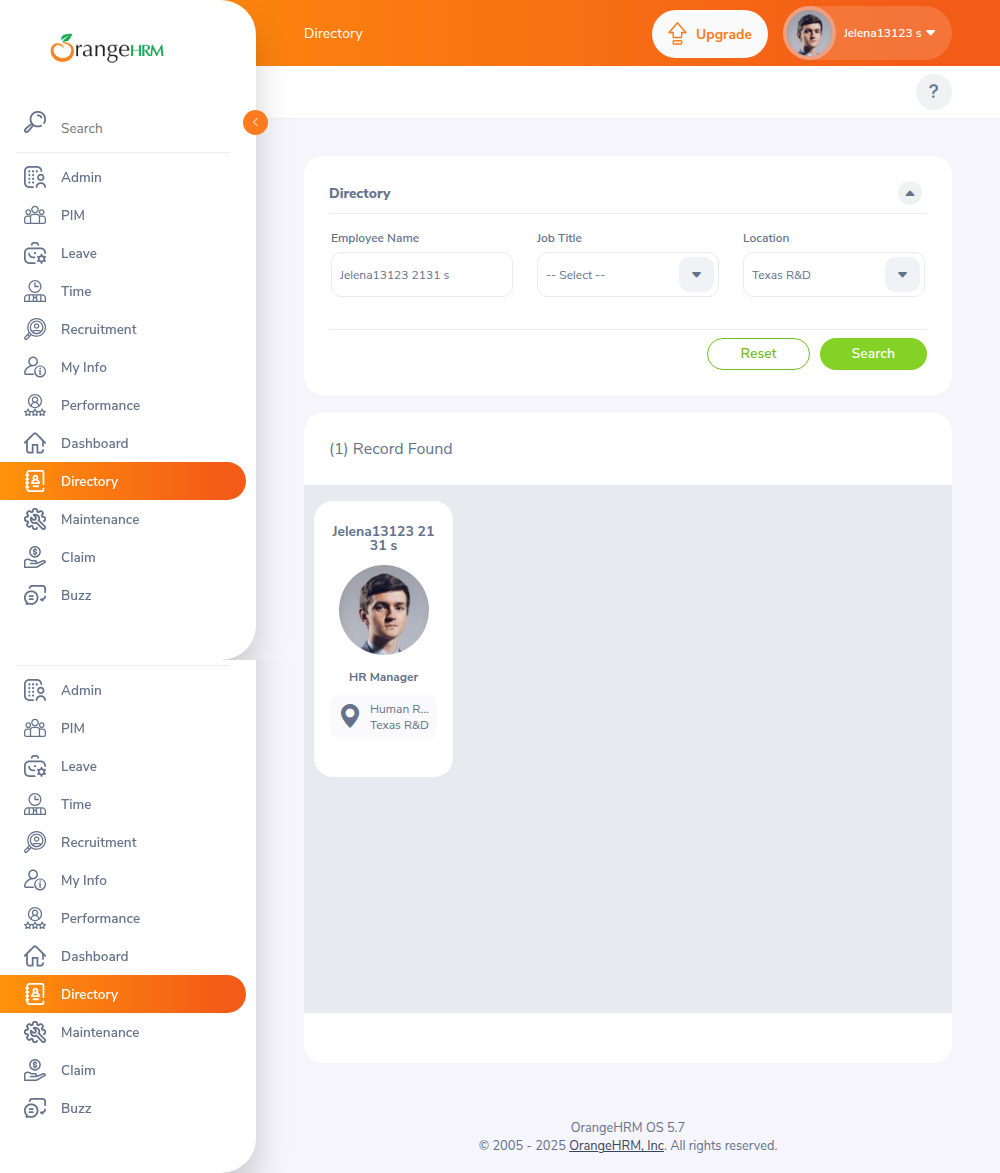 OrangeHRM
Directory
Upgrade
Jelena13123 s
?
Search
Admin
PIM
Leave
Time
Recruitment
My Info
Performance
Dashboard
Directory
Maintenance
Claim
Buzz
Admin
PIM
Leave
Time
Recruitment
My Info
Performance
Dashboard
Directory
Maintenance
Claim
Buzz
Directory
Employee Name
Job Title
Location
Jelena13123 2131 s
-- Select --
Texas R&D
Reset
Search
(1) Record Found
Jelena13123 21
31 s
HR Manager
Human R...
Texas R&D
OrangeHRM OS 5.7
© 2005 - 2025 OrangeHRM, Inc. All rights reserved.